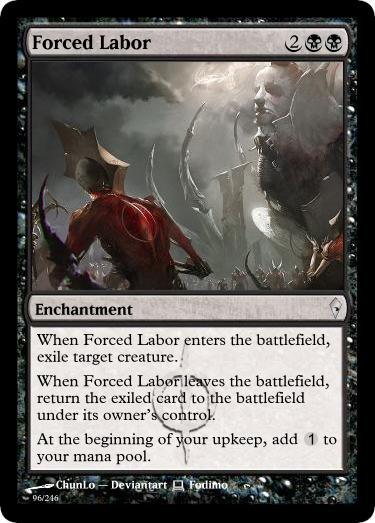 Forced Labor 2
Enchantment
When Forced Labor enters the battlefield,
exile target creature.
When Forced Labor leaves the battlefield,
return the exiled card to the battlefield
under its owner's control.
At the beginning of your upkeep, add 1 to
your mana pool.
ChunLo — Deviantart Fodimo
96/246